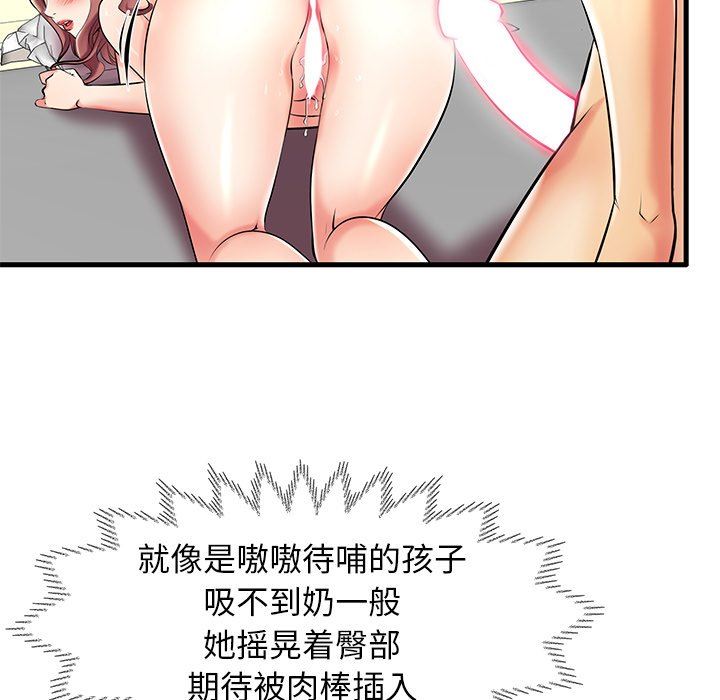 就像是嗷嗷待哺的孩子
吸不到奶一般
她摇晃着臀部
期待被肉棒插入